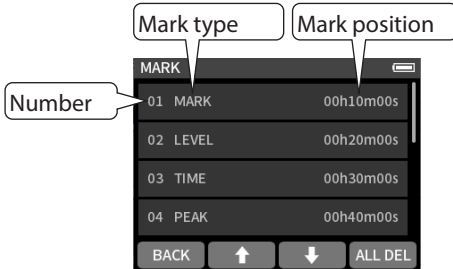 Mark type Mark position
MARK
Number
01 MARK 00h10m00s
02 LEVEL 00h20m00s
03 TIME 00h30m00s
04 PEAK 00h40m00s
BACK ALL DEL